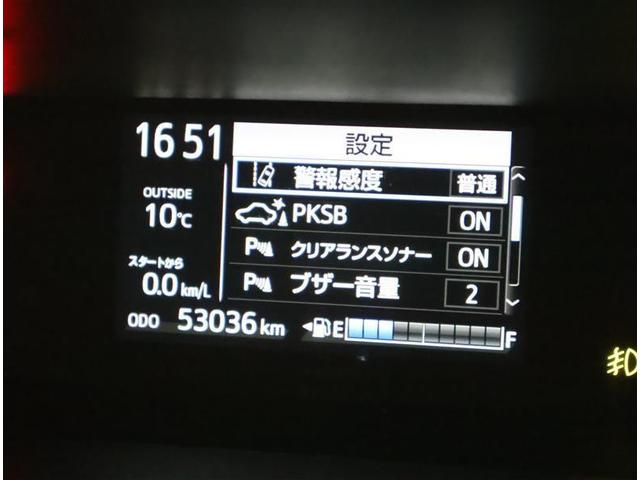 16 51
設定
警報感度 普通
OUTSIDE
10℃
PKSB ON
クリアランスソナー ON
スタートから
0.0 km/L
ブザー音量 2
ODO 53036 km
E F